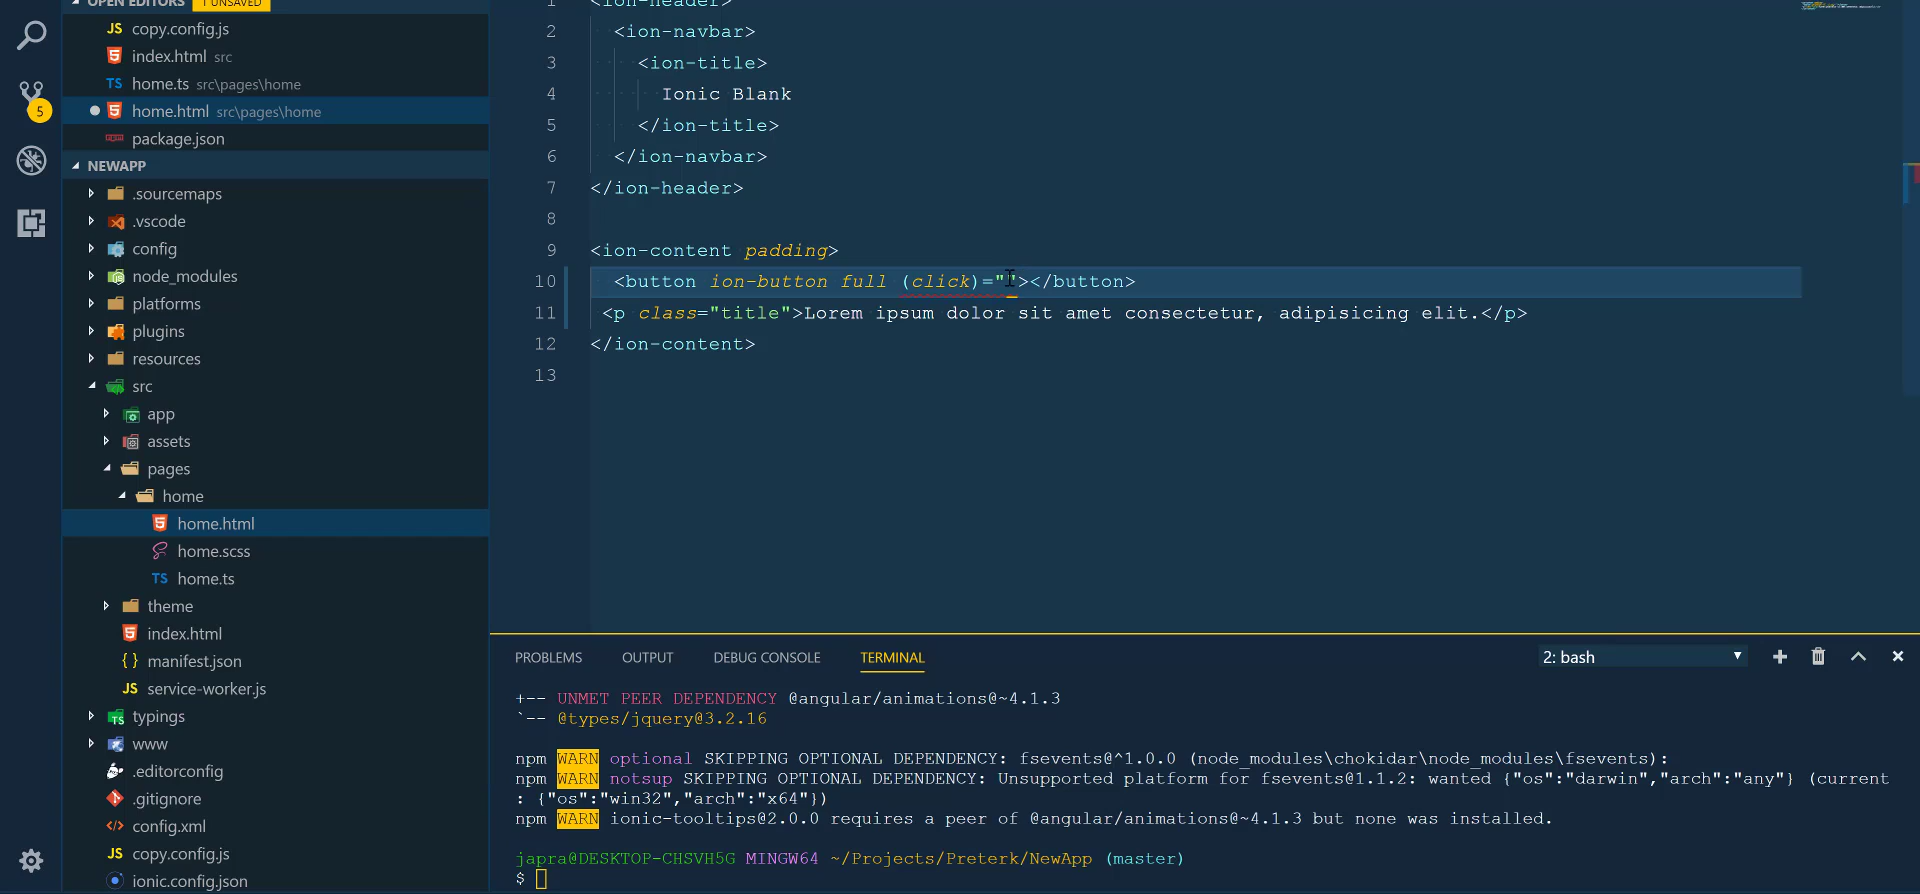 OPEN EDITORS 1 UNSAVED
JS copy.config.js
index.html src
TS home.ts src\pages\home
home.html src\pages\home
package.json
NEWAPP
.sourcemaps
.vscode
config
node_modules
platforms
plugins
resources
src
app
assets
pages
home
home.html
home.scss
TS home.ts
theme
index.html
{ } manifest.json
JS service-worker.js
typings
www
.editorconfig
.gitignore
config.xml
JS copy.config.js
ionic.config.json
5
1 <ion-header>
2 <ion-navbar>
3 <ion-title>
4 Ionic Blank
5 </ion-title>
6 </ion-navbar>
7 </ion-header>
8
9 <ion-content padding>
10 <button ion-button full (click)=""></button>
11 <p class="title">Lorem ipsum dolor sit amet consectetur, adipisicing elit.</p>
12 </ion-content>
13
PROBLEMS OUTPUT DEBUG CONSOLE TERMINAL 2: bash
+-- UNMET PEER DEPENDENCY @angular/animations@~4.1.3
`-- @types/jquery@3.2.16
npm WARN optional SKIPPING OPTIONAL DEPENDENCY: fsevents@^1.0.0 (node_modules\chokidar\node_modules\fsevents):
npm WARN notsup SKIPPING OPTIONAL DEPENDENCY: Unsupported platform for fsevents@1.1.2: wanted {"os":"darwin","arch":"any"} (current
: {"os":"win32","arch":"x64"})
npm WARN ionic-tooltips@2.0.0 requires a peer of @angular/animations@~4.1.3 but none was installed.
japra@DESKTOP-CHSVH5G MINGW64 ~/Projects/Preterk/NewApp (master)
$